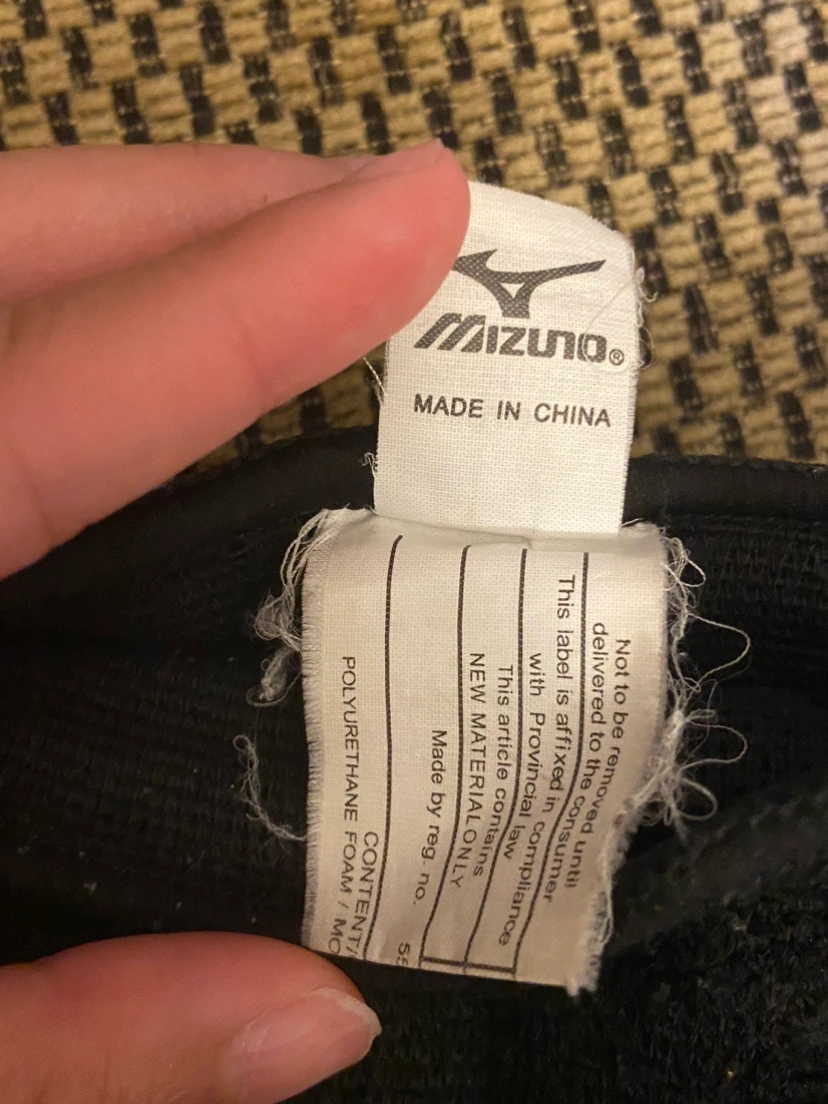 MIZUNO®
MADE IN CHINA
Not to be removed until
delivered to the consumer
This label is affixed in compliance
with Provincial law
This article contains
NEW MATERIAL ONLY
Made by reg. no.
POLYURETHANE FOAM /